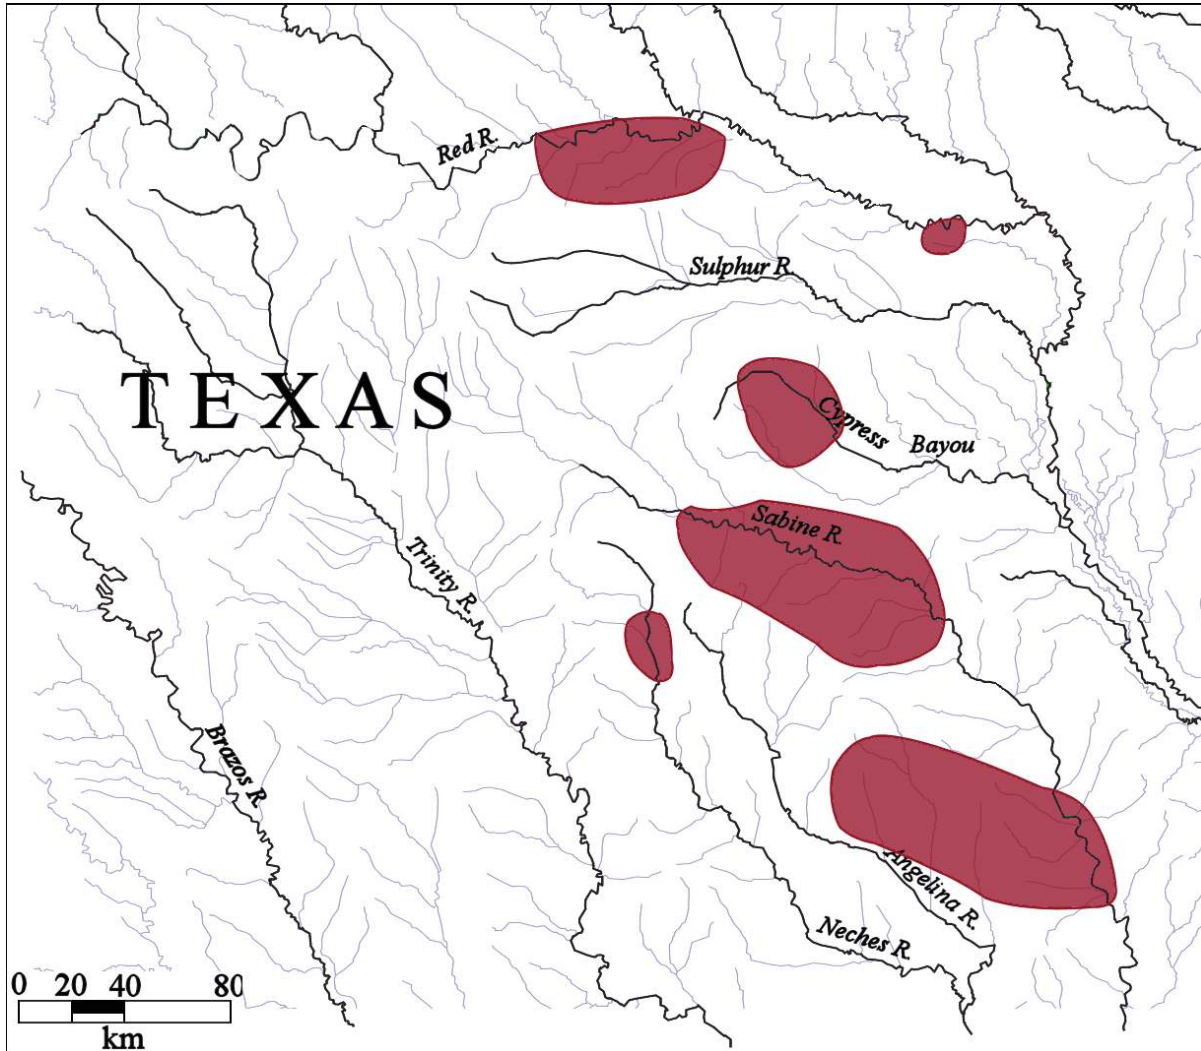 Red R.
Sulphur R.
TEXAS
Cypress
Bayou
Sabine R.
Trinity R.
Brazos R.
Angelina R.
Neches R.
0 20 40 80
km